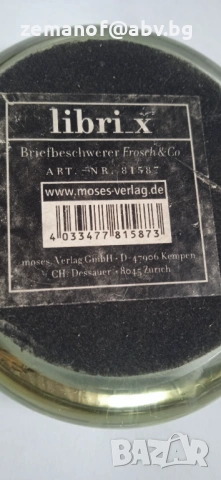 zemanof@abv.bg
libri_x
Briefbeschwerer Frosch & Co
ART. - NR. 81587
www.moses-verlag.de
4 033477 815873
moses. Verlag GmbH · D- 47906 Kempen
CH: Dessauer · 8045 Zürich
bazar